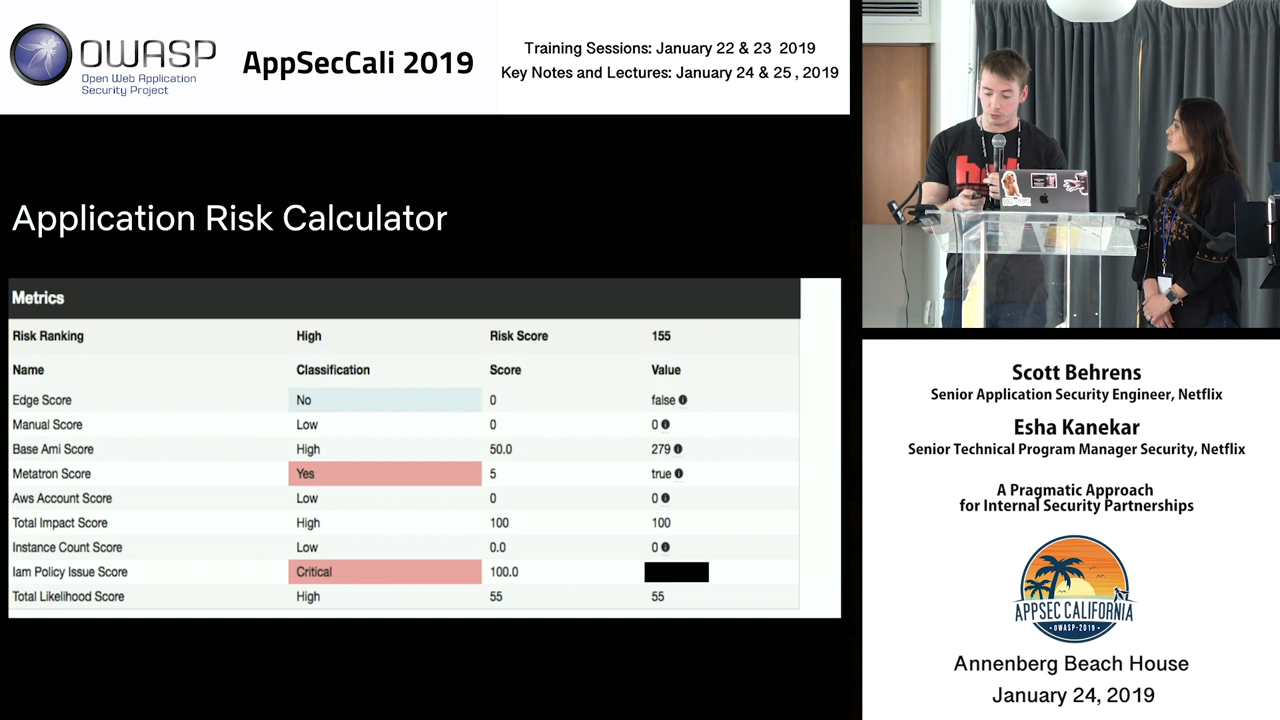 OWASP
Open Web Application
Security Project
AppSecCali 2019
Training Sessions: January 22 & 23 2019
Key Notes and Lectures: January 24 & 25 , 2019
Application Risk Calculator
Metrics
Risk Ranking High Risk Score 155
Name Classification Score Value
Edge Score No 0 false
Manual Score Low 0 0
Base Ami Score High 50.0 279
Metatron Score Yes 5 true
Aws Account Score Low 0 0
Total Impact Score High 100 100
Instance Count Score Low 0.0 0
Iam Policy Issue Score Critical 100.0
Total Likelihood Score High 55 55
Scott Behrens
Senior Application Security Engineer, Netflix
Esha Kanekar
Senior Technical Program Manager Security, Netflix
A Pragmatic Approach
for Internal Security Partnerships
APPSEC CALIFORNIA
OWASP-2019
Annenberg Beach House
January 24, 2019